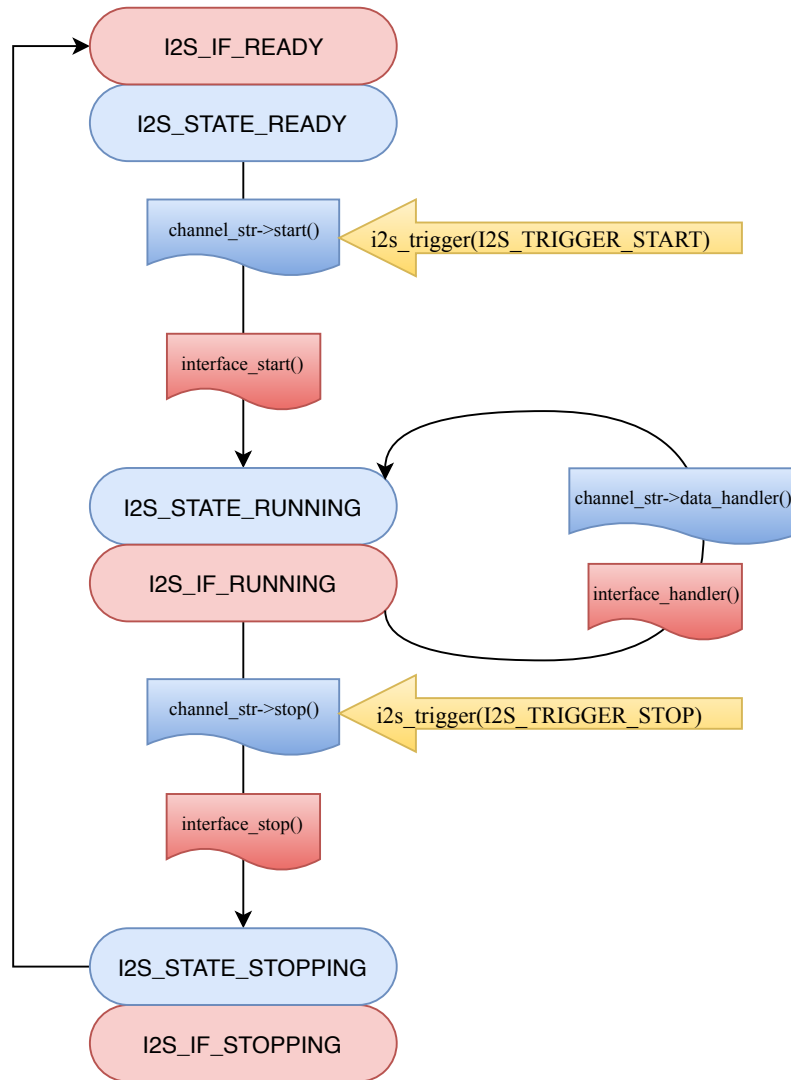 I2S_IF_READY
I2S_STATE_READY
channel_str->start()
i2s_trigger(I2S_TRIGGER_START)
interface_start()
I2S_STATE_RUNNING
channel_str->data_handler()
I2S_IF_RUNNING
interface_handler()
channel_str->stop()
i2s_trigger(I2S_TRIGGER_STOP)
interface_stop()
I2S_STATE_STOPPING
I2S_IF_STOPPING